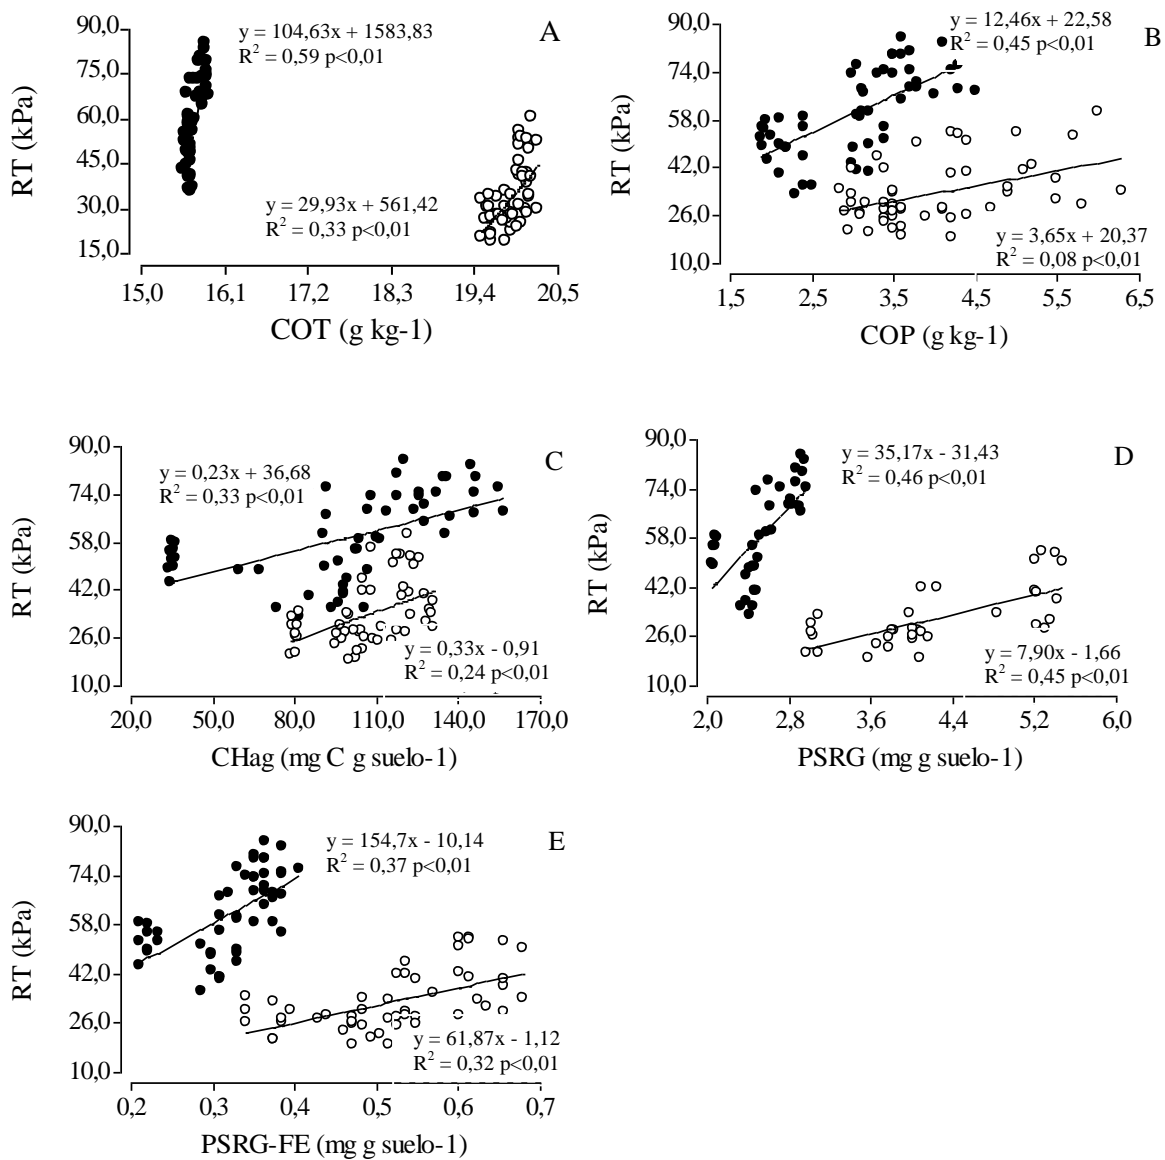 A
y = 104,63x + 1583,83
R² = 0,59 p<0,01
90,0
75,0
60,0
45,0
30,0
15,0
RT (kPa)
y = 29,93x + 561,42
R² = 0,33 p<0,01
15,0 16,1 17,2 18,3 19,4 20,5
COT (g kg-1)
B
y = 12,46x + 22,58
R² = 0,45 p<0,01
90,0
74,0
58,0
42,0
26,0
10,0
RT (kPa)
y = 3,65x + 20,37
R² = 0,08 p<0,01
1,5 2,5 3,5 4,5 5,5 6,5
COP (g kg-1)
C
y = 0,23x + 36,68
R² = 0,33 p<0,01
90,0
74,0
58,0
42,0
26,0
10,0
RT (kPa)
y = 0,33x - 0,91
R² = 0,24 p<0,01
20,0 50,0 80,0 110,0 140,0 170,0
CHag (mg C g suelo-1)
D
y = 35,17x - 31,43
R² = 0,46 p<0,01
90,0
74,0
58,0
42,0
26,0
10,0
RT (kPa)
y = 7,90x - 1,66
R² = 0,45 p<0,01
2,0 2,8 3,6 4,4 5,2 6,0
PSRG (mg g suelo-1)
E
y = 154,7x - 10,14
R² = 0,37 p<0,01
90,0
74,0
58,0
42,0
26,0
10,0
RT (kPa)
y = 61,87x - 1,12
R² = 0,32 p<0,01
0,2 0,3 0,4 0,5 0,6 0,7
PSRG-FE (mg g suelo-1)